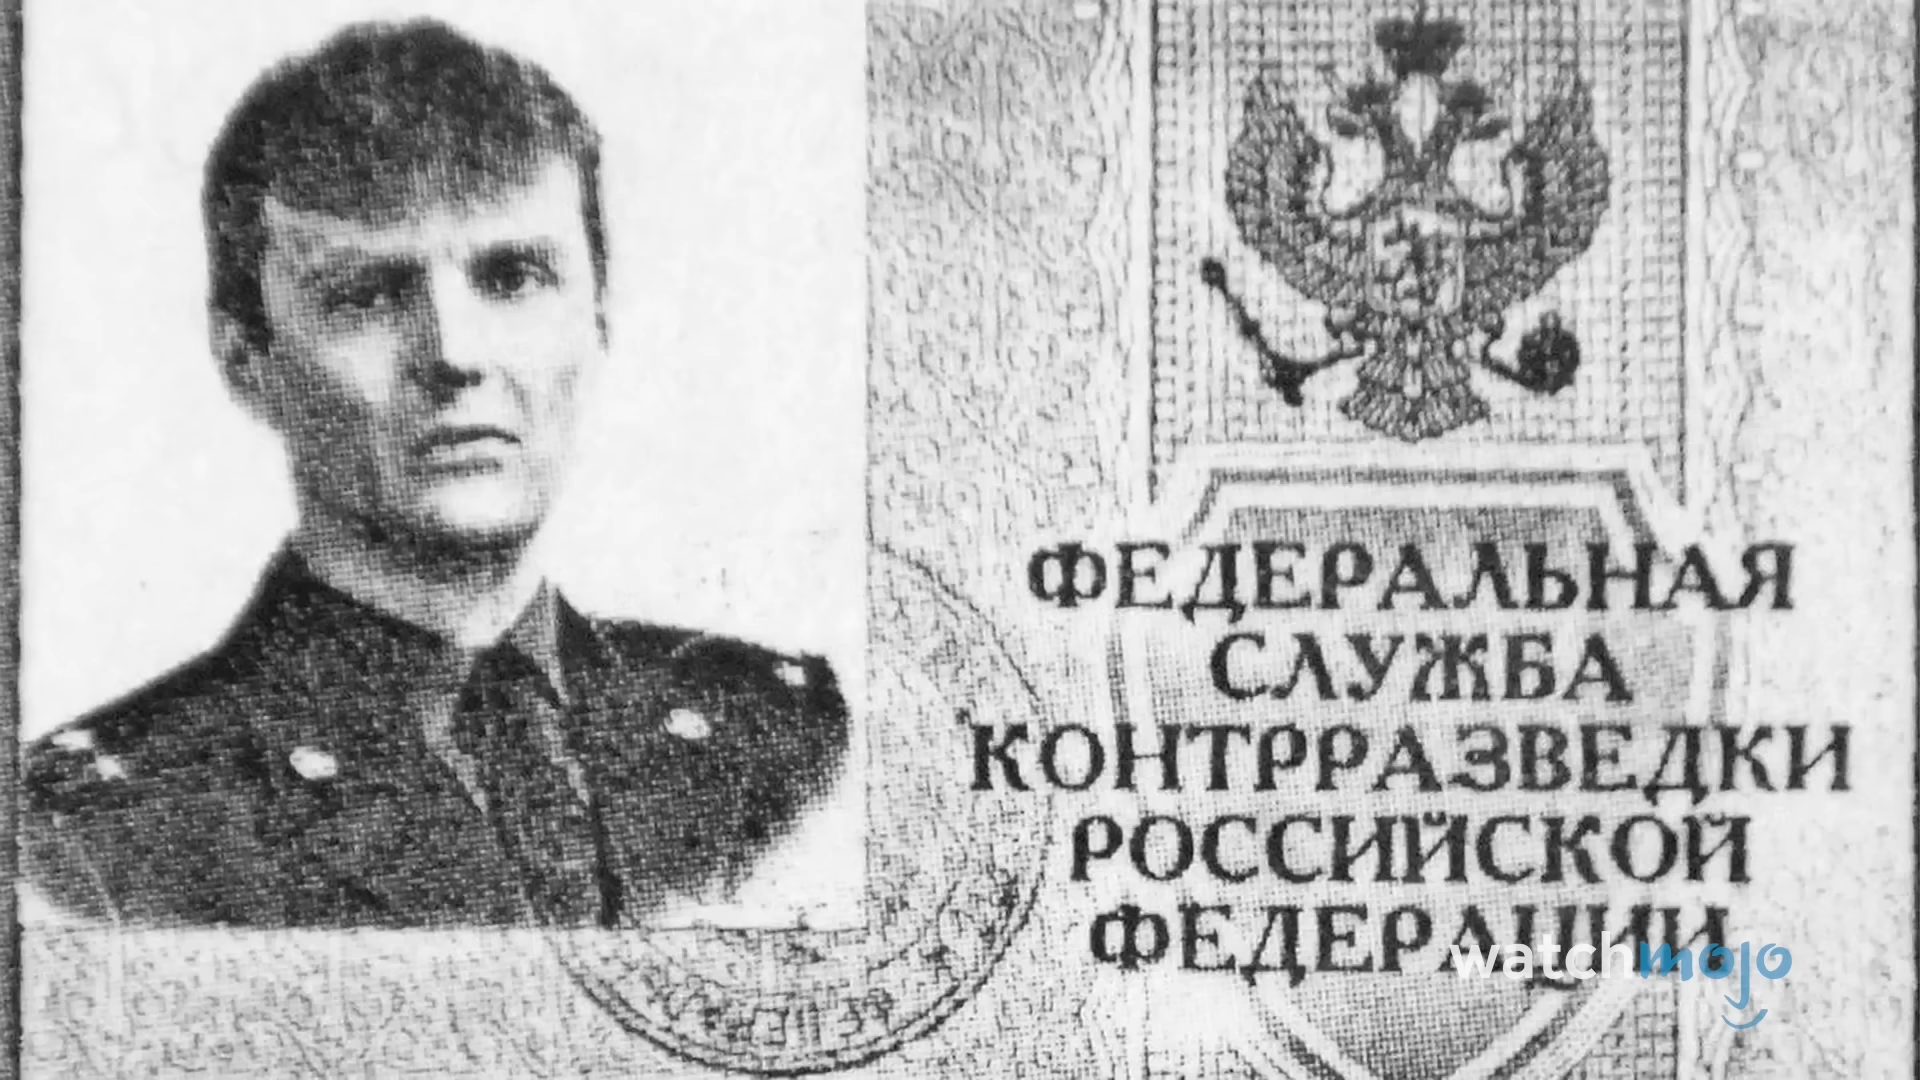 ФЕДЕРАЛЬНАЯ
СЛУЖБА
КОНТРРАЗВЕДКИ
РОССИЙСКОЙ
ФЕДЕРАЦИИ
watchmojo